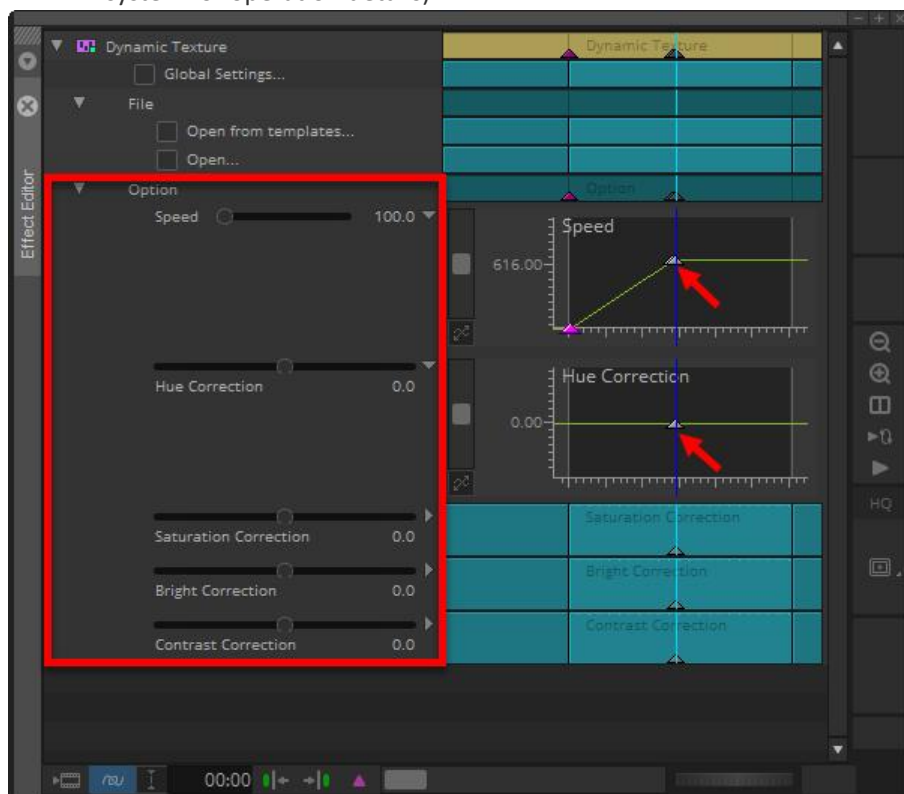 Dynamic Texture
Dynamic Texture
Global Settings...
File
Open from templates...
Open...
Effect Editor
Option
Option
Speed
100.0
Speed
616.00
Hue Correction
0.0
Hue Correction
0.00
Saturation Correction
0.0
Saturation Correction
Bright Correction
0.0
Bright Correction
Contrast Correction
0.0
Contrast Correction
HQ
00:00